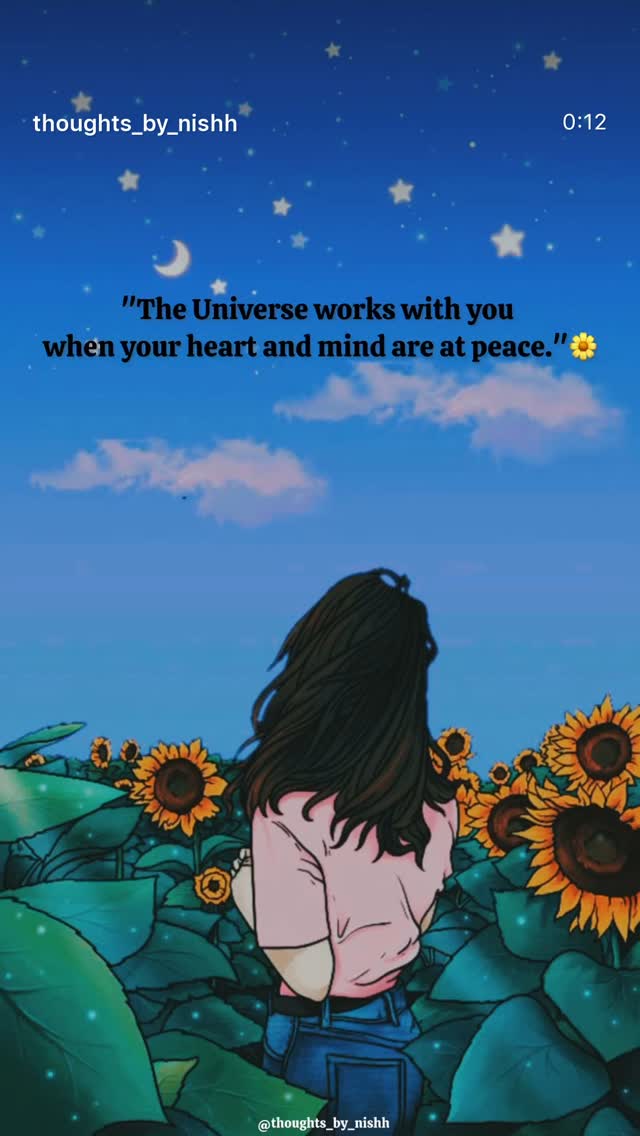 thoughts_by_nishh
0:12
"The Universe works with you
when your heart and mind are at peace."🌼
@thoughts_by_nishh